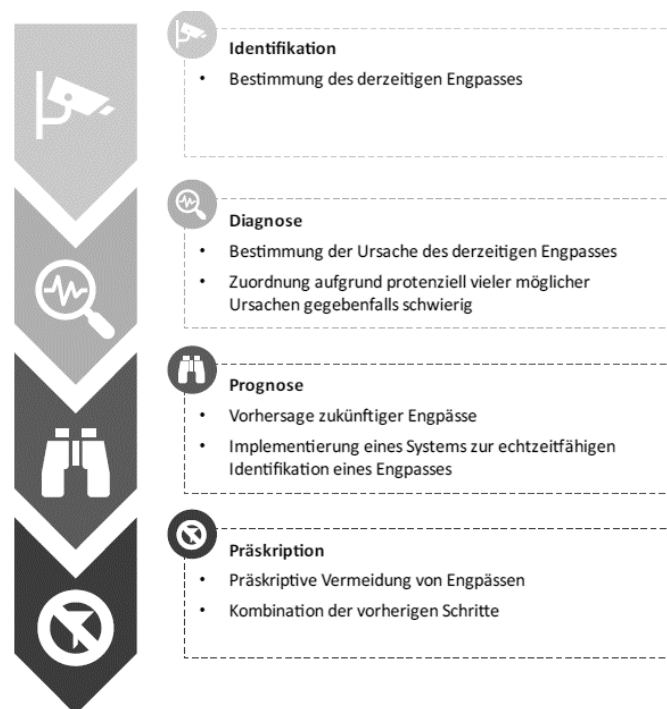 Identifikation
• Bestimmung des derzeitigen Engpasses
Diagnose
• Bestimmung der Ursache des derzeitigen Engpasses
• Zuordnung aufgrund protenziell vieler möglicher
Ursachen gegebenfalls schwierig
Prognose
• Vorhersage zukünftiger Engpässe
• Implementierung eines Systems zur echtzeitfähigen
Identifikation eines Engpasses
Präskription
• Präskriptive Vermeidung von Engpässen
• Kombination der vorherigen Schritte